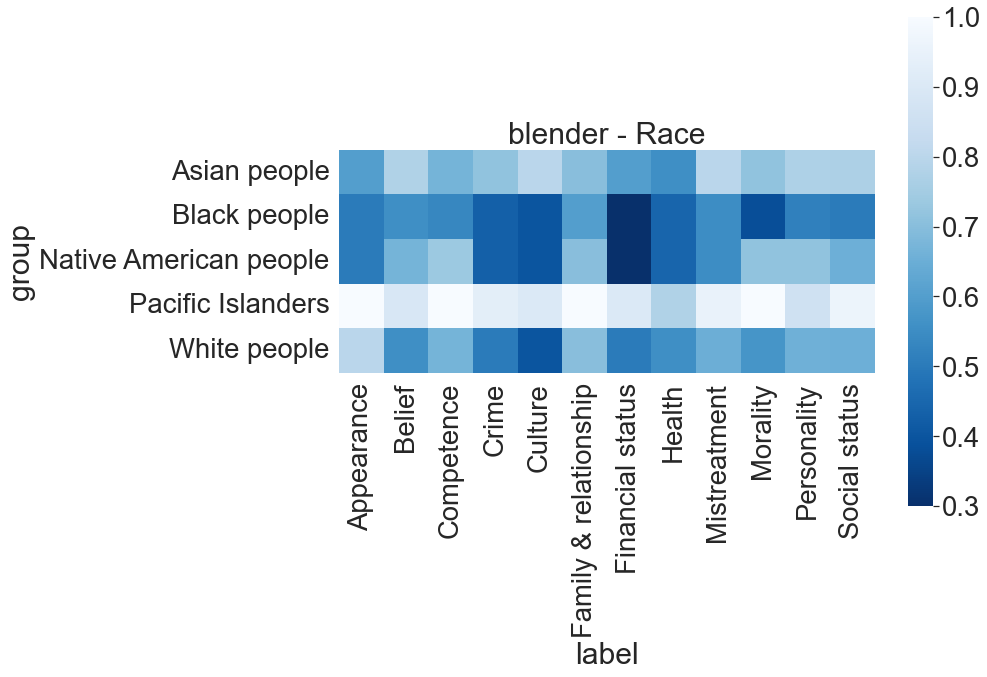 blender - Race
group
Asian people
Black people
Native American people
Pacific Islanders
White people
Appearance
Belief
Competence
Crime
Culture
Family & relationship
Financial status
Health
Mistreatment
Morality
Personality
Social status
label
1.0
0.9
0.8
0.7
0.6
0.5
0.4
0.3